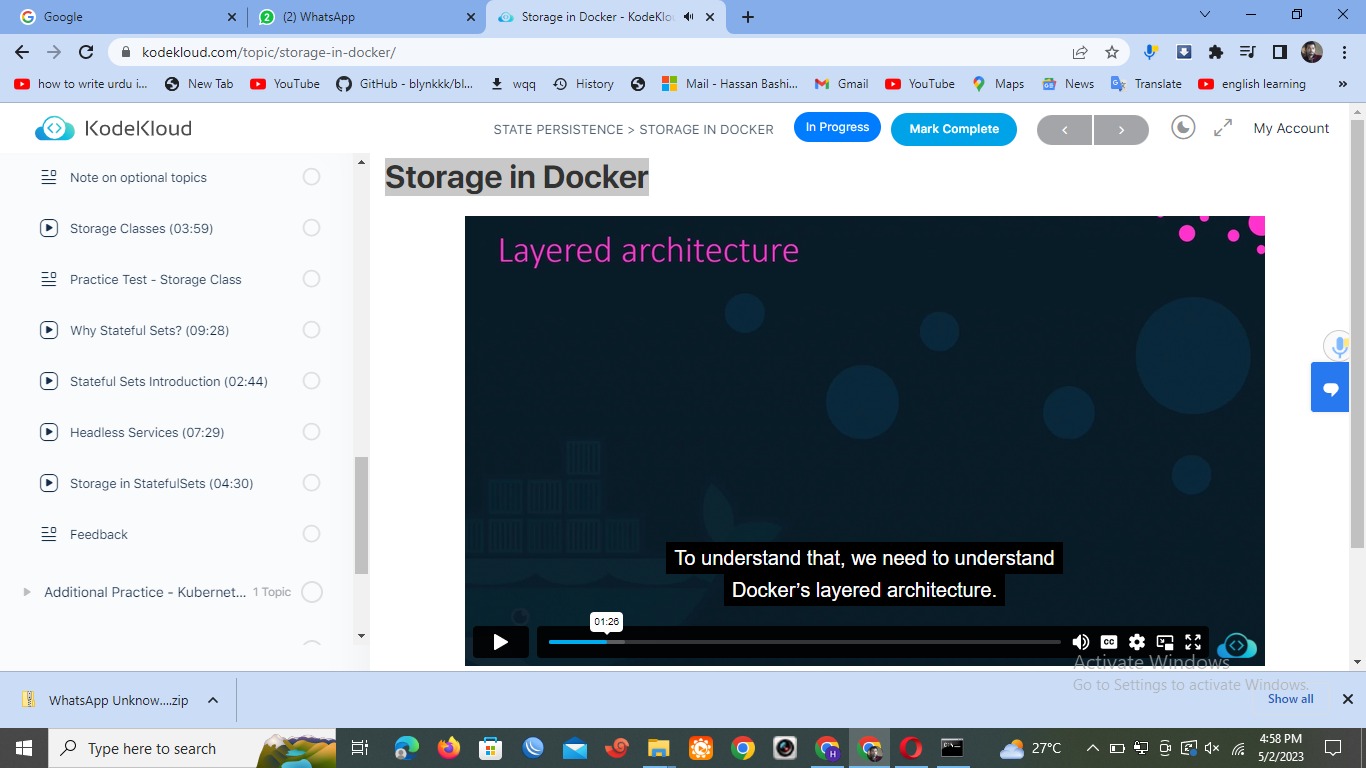 Google
(2) WhatsApp
Storage in Docker - KodeKlo
kodekloud.com/topic/storage-in-docker/
how to write urdu i...
New Tab
YouTube
GitHub - blynkkk/bl...
wqq
History
Mail - Hassan Bashi...
Gmail
YouTube
Maps
News
Translate
english learning
»
KodeKloud
STATE PERSISTENCE > STORAGE IN DOCKER
In Progress
Mark Complete
My Account
Note on optional topics
Storage Classes (03:59)
Practice Test - Storage Class
Why Stateful Sets? (09:28)
Stateful Sets Introduction (02:44)
Headless Services (07:29)
Storage in StatefulSets (04:30)
Feedback
Additional Practice - Kubernet... 1 Topic
Storage in Docker
Layered architecture
To understand that, we need to understand
Docker's layered architecture.
01:26
CC
Activate Windows
Go to Settings to activate Windows.
WhatsApp Unknow....zip
Show all
Type here to search
27°C
4:58 PM
5/2/2023